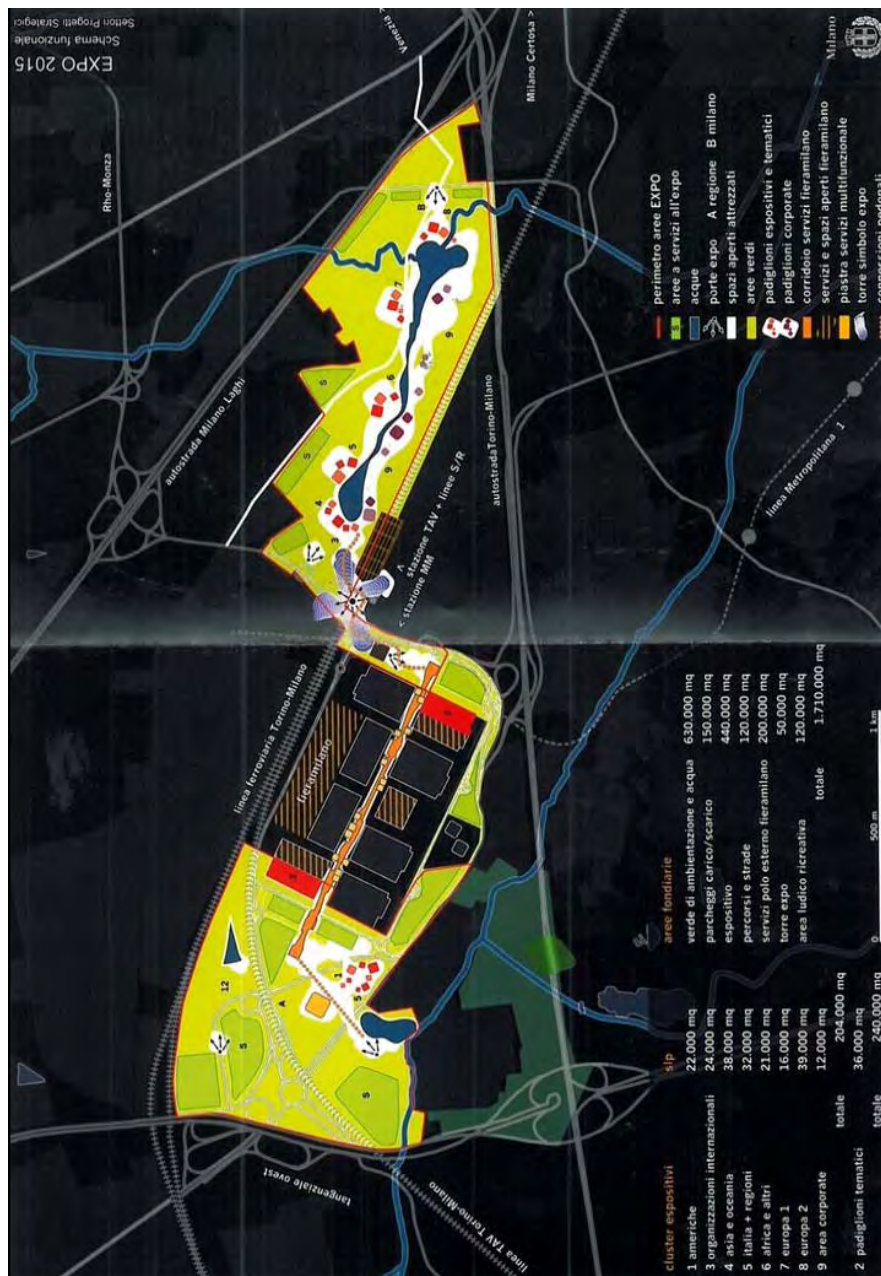 EXPO 2015
Schema funzionale
Settori Progetti Strategici
Milano
Venezia >
Milano Certosa >
Rho-Monza
autostrada Milano_Laghi
autostradaTorino-Milano
stazione TAV + linee S/R
< stazione MM
linea Metropolitana 1
linea ferroviaria Torino-Milano
fieramilano
tangenziale ovest
linea TAV Torino-Milano
perimetro aree EXPO
S aree a servizi all'expo
acque
porte expo A regione B milano
spazi aperti attrezzati
aree verdi
padiglioni espositivi e tematici
padiglioni corporate
corridoio servizi fieramilano
servizi e spazi aperti fieramilano
piastra servizi multifunzionale
torre simbolo expo
connessioni pedonali
cluster espositivi slp
1 americhe 22.000 mq
3 organizzazioni internazionali 24.000 mq
4 asia e oceania 38.000 mq
5 italia + regioni 32.000 mq
6 africa e altri 21.000 mq
7 europa 1 16.000 mq
8 europa 2 39.000 mq
9 area corporate 12.000 mq
totale 204.000 mq
2 padiglioni tematici 36.000 mq
totale 240.000 mq
aree fondiarie
verde di ambientazione e acqua 630.000 mq
parcheggi carico/scarico 150.000 mq
espositivo 440.000 mq
percorsi e strade 120.000 mq
servizi polo esterno fieramilano 200.000 mq
torre expo 50.000 mq
area ludico ricreativa 120.000 mq
totale 1.710.000 mq
0 500 m 1 km